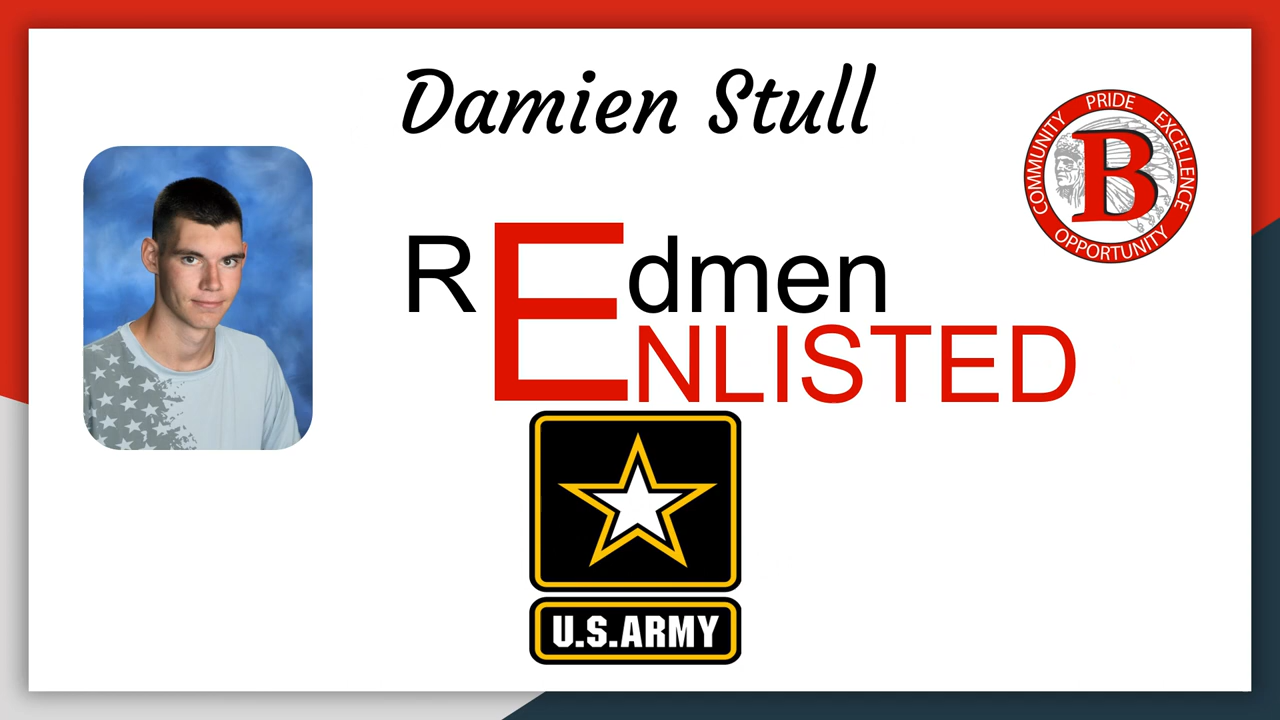 Damien Stull
COMMUNITY PRIDE EXCELLENCE
B
OPPORTUNITY
REdmen
ENLISTED
U.S.ARMY